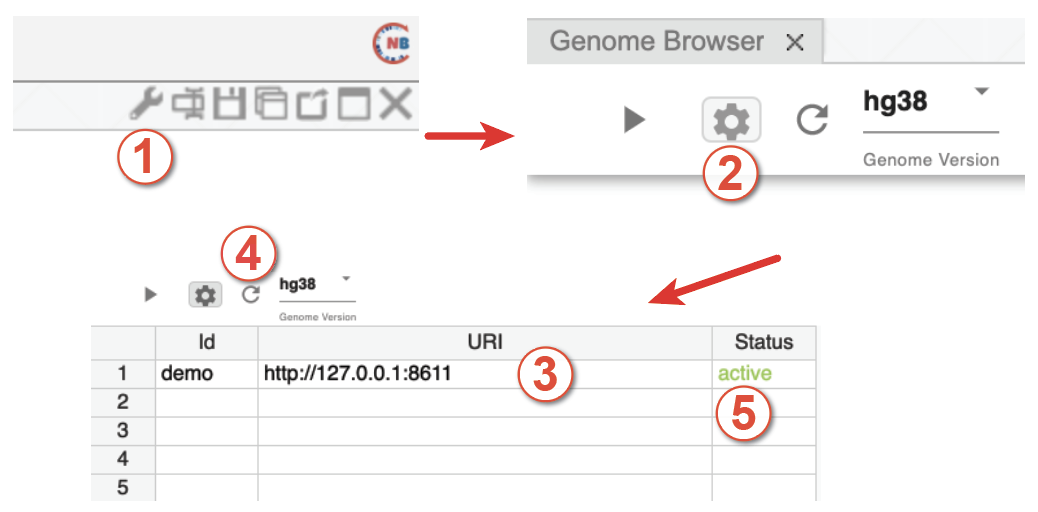 NB
1
Genome Browser
hg38
Genome Version
2
4
hg38
Genome Version
Id URI Status
1 demo http://127.0.0.1:8611 active
3
2
5
3
4
5